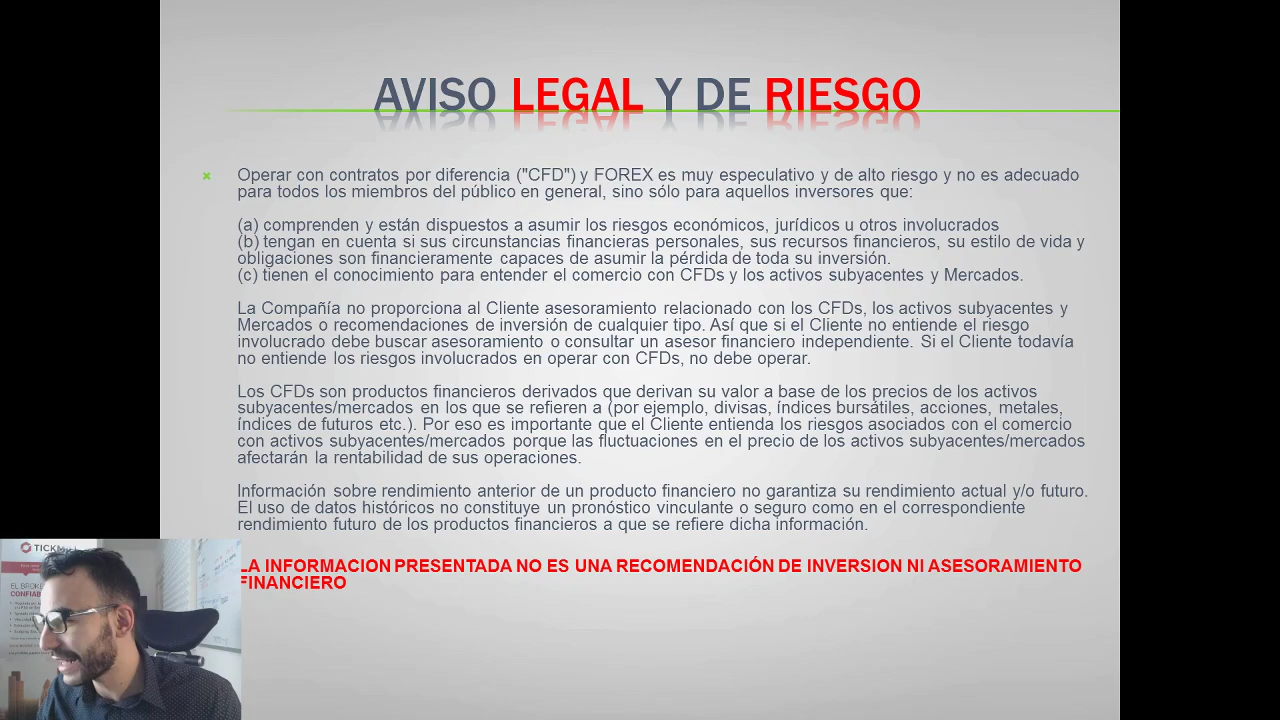 AVISO LEGAL Y DE RIESGO
Operar con contratos por diferencia ("CFD") y FOREX es muy especulativo y de alto riesgo y no es adecuado
para todos los miembros del público en general, sino sólo para aquellos inversores que:
(a) comprenden y están dispuestos a asumir los riesgos económicos, jurídicos u otros involucrados
(b) tengan en cuenta si sus circunstancias financieras personales, sus recursos financieros, su estilo de vida y
obligaciones son financieramente capaces de asumir la pérdida de toda su inversión.
(c) tienen el conocimiento para entender el comercio con CFDs y los activos subyacentes y Mercados.
La Compañía no proporciona al Cliente asesoramiento relacionado con los CFDs, los activos subyacentes y
Mercados o recomendaciones de inversión de cualquier tipo. Así que si el Cliente no entiende el riesgo
involucrado debe buscar asesoramiento o consultar un asesor financiero independiente. Si el Cliente todavía
no entiende los riesgos involucrados en operar con CFDs, no debe operar.
Los CFDs son productos financieros derivados que derivan su valor a base de los precios de los activos
subyacentes/mercados en los que se refieren a (por ejemplo, divisas, índices bursátiles, acciones, metales,
índices de futuros etc.). Por eso es importante que el Cliente entienda los riesgos asociados con el comercio
con activos subyacentes/mercados porque las fluctuaciones en el precio de los activos subyacentes/mercados
afectarán la rentabilidad de sus operaciones.
Información sobre rendimiento anterior de un producto financiero no garantiza su rendimiento actual y/o futuro.
El uso de datos históricos no constituye un pronóstico vinculante o seguro como en el correspondiente
rendimiento futuro de los productos financieros a que se refiere dicha información.
LA INFORMACION PRESENTADA NO ES UNA RECOMENDACIÓN DE INVERSION NI ASESORAMIENTO
FINANCIERO
TICKM
EL BROKE
CONFIAB